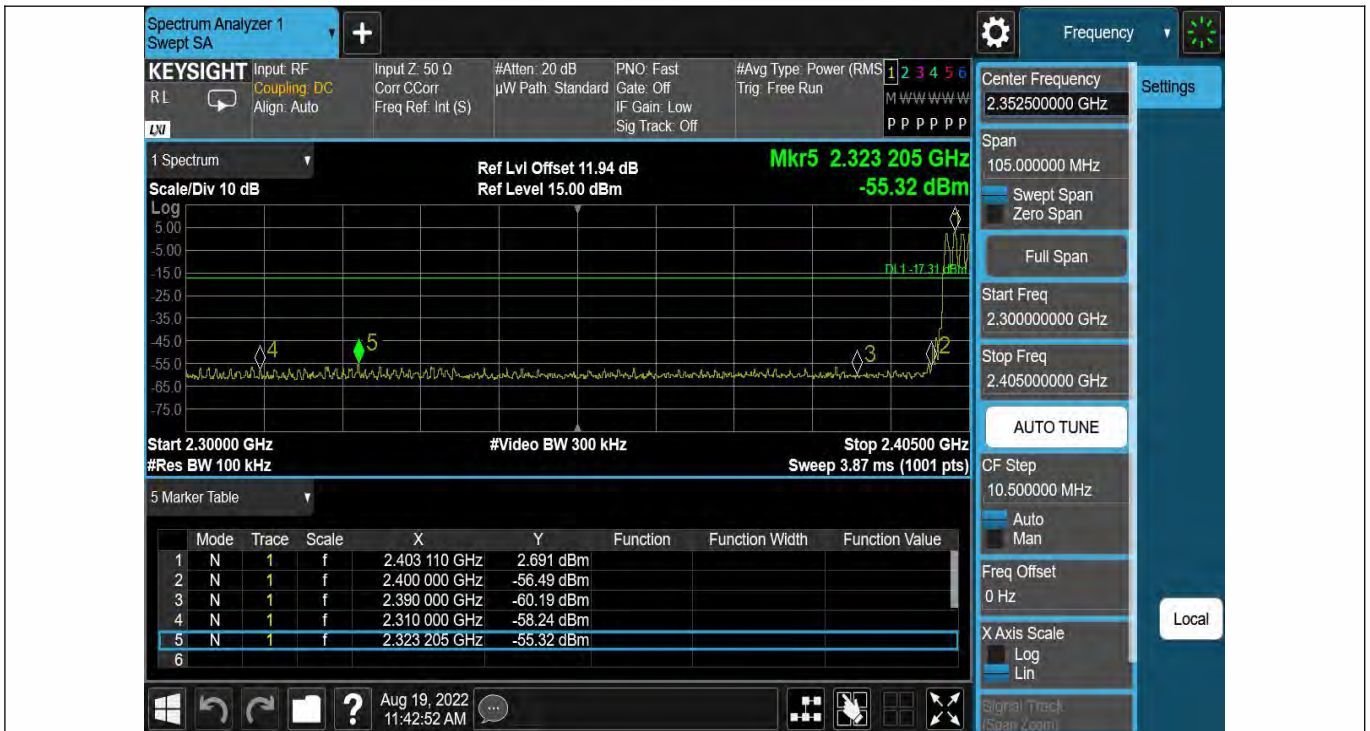 Spectrum Analyzer 1
Swept SA
+
Frequency
KEYSIGHT
RL
LXI
Input: RF
Coupling: DC
Align: Auto
Input Z: 50 Ω
Corr CCorr
Freq Ref: Int (S)
#Atten: 20 dB
µW Path: Standard
PNO: Fast
Gate: Off
IF Gain: Low
Sig Track: Off
#Avg Type: Power (RMS
Trig: Free Run
1 2 3 4 5 6
M W W W W W
P P P P P P
1 Spectrum
Scale/Div 10 dB
Ref Lvl Offset 11.94 dB
Ref Level 15.00 dBm
Mkr5 2.323 205 GHz
-55.32 dBm
Log
5.00
-5.00
-15.0
-25.0
-35.0
-45.0
-55.0
-65.0
-75.0
DL1 -17.31 dBm
1
4
5
3
2
Start 2.30000 GHz
#Video BW 300 kHz
Stop 2.40500 GHz
#Res BW 100 kHz
Sweep 3.87 ms (1001 pts)
5 Marker Table
Mode Trace Scale X Y Function Function Width Function Value
1 N 1 f 2.403 110 GHz 2.691 dBm
2 N 1 f 2.400 000 GHz -56.49 dBm
3 N 1 f 2.390 000 GHz -60.19 dBm
4 N 1 f 2.310 000 GHz -58.24 dBm
5 N 1 f 2.323 205 GHz -55.32 dBm
6
?
Aug 19, 2022
11:42:52 AM
Center Frequency
2.352500000 GHz
Settings
Span
105.000000 MHz
Swept Span
Zero Span
Full Span
Start Freq
2.300000000 GHz
Stop Freq
2.405000000 GHz
AUTO TUNE
CF Step
10.500000 MHz
Auto
Man
Freq Offset
0 Hz
X Axis Scale
Log
Lin
Local
Signal Track
(Span Zoom)